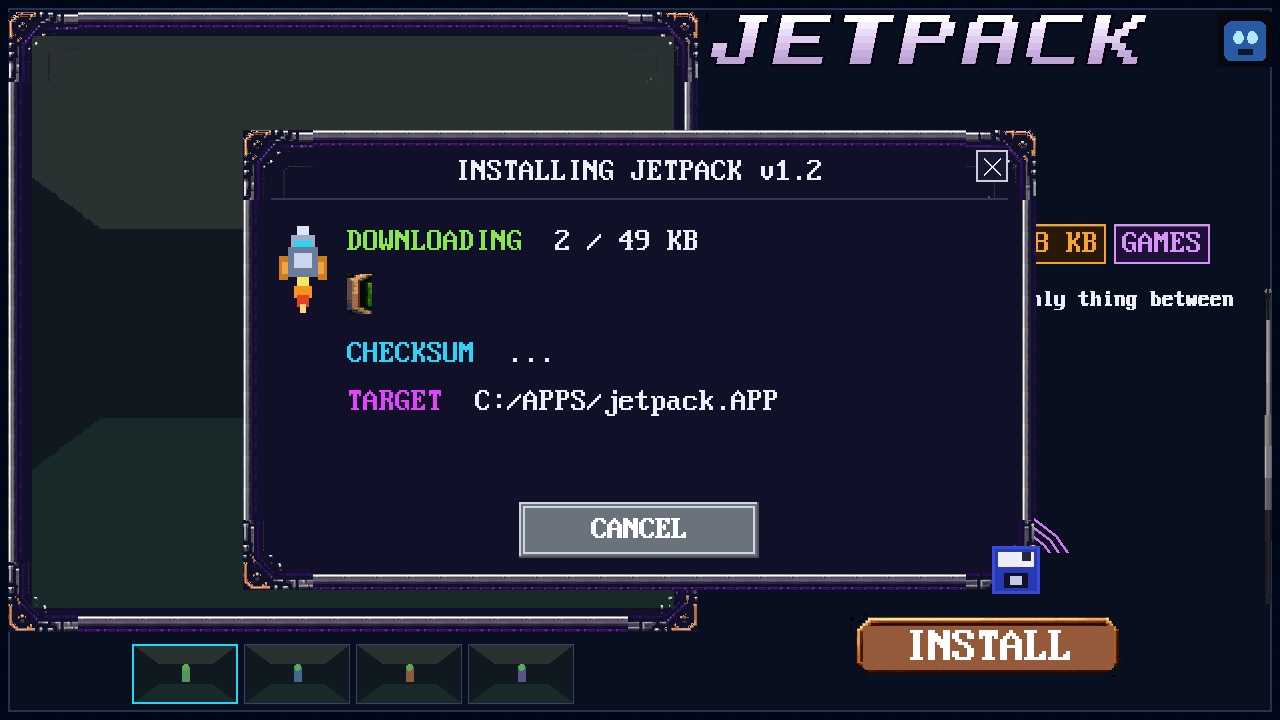 JETPACK
INSTALLING JETPACK v1.2
DOWNLOADING 2 / 49 KB
KB GAMES
nly thing between
CHECKSUM ...
TARGET C:/APPS/jetpack.APP
CANCEL
INSTALL